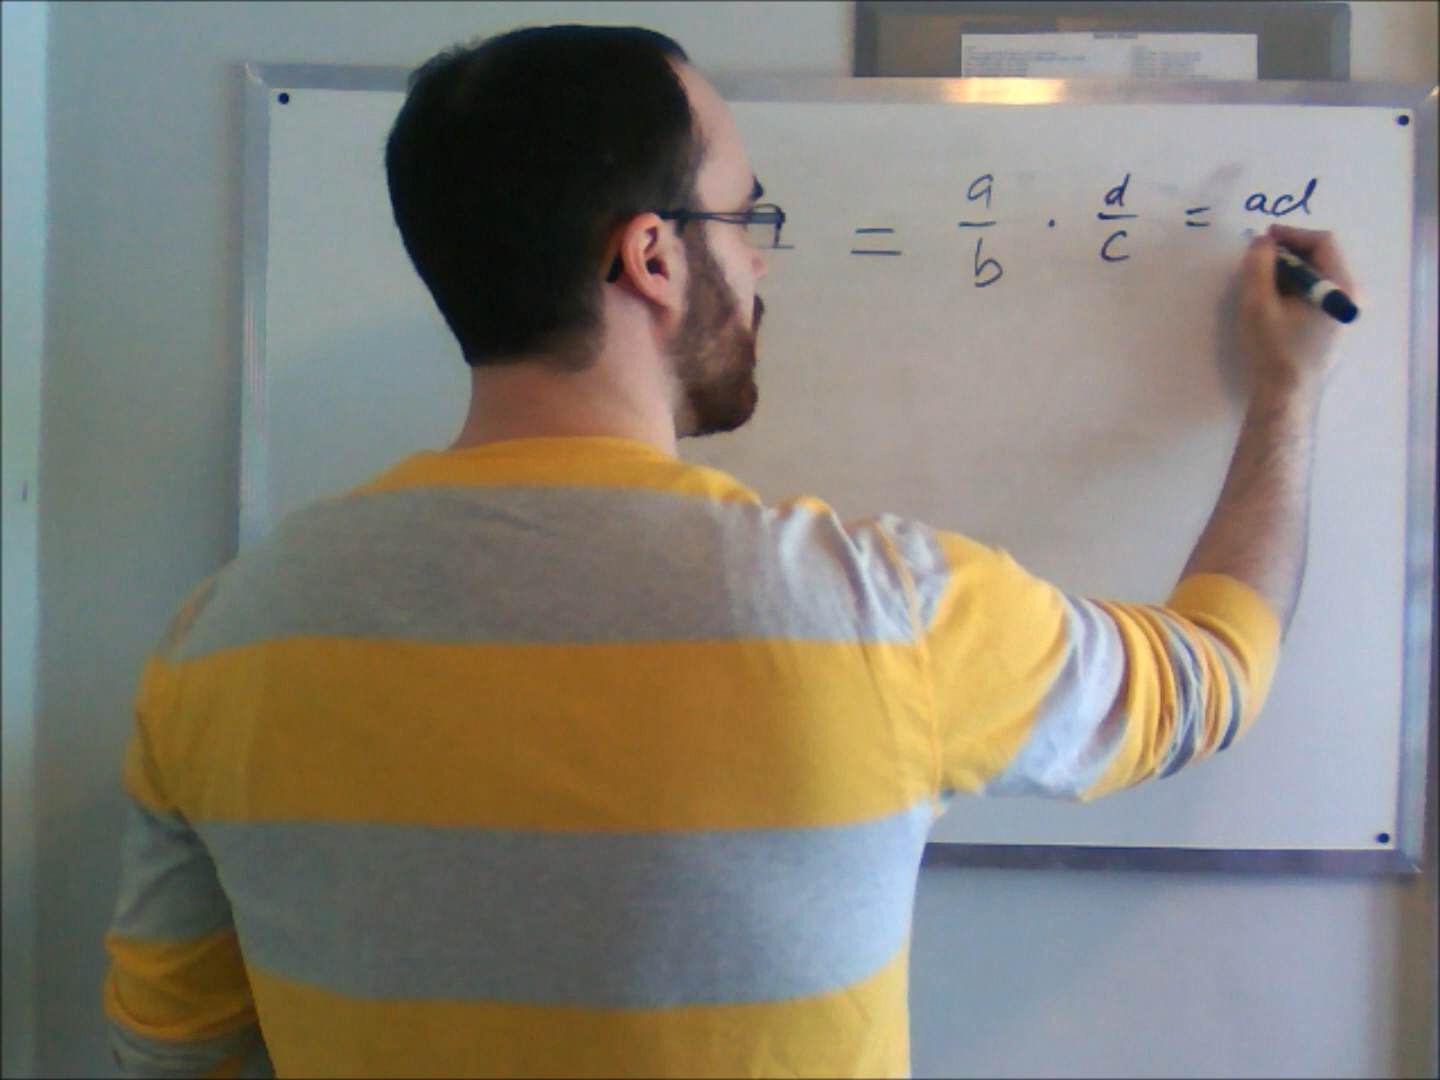 = a/b · d/c = ad